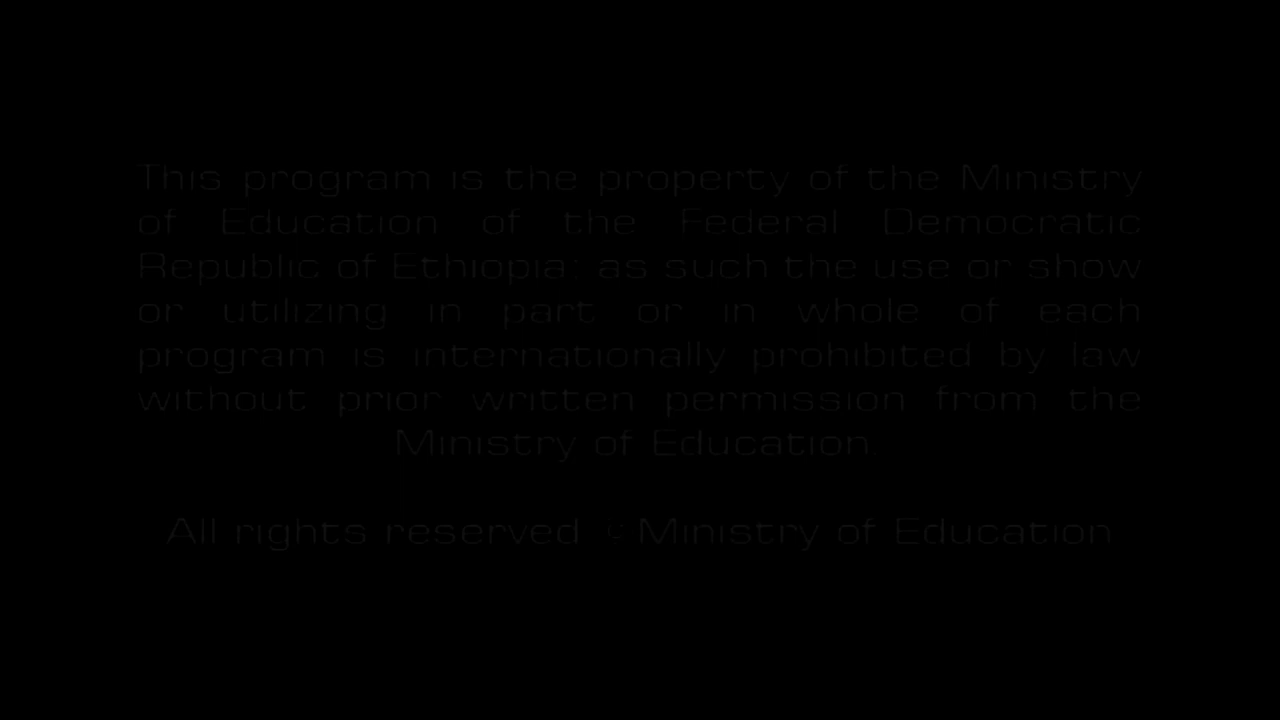 This program is the property of the Ministry
of Education of the Federal Democratic
Republic of Ethiopia; as such the use or show
or utilizing in part or in whole of each
program is internationally prohibited by law
without prior written permission from the
Ministry of Education.
All rights reserved © Ministry of Education